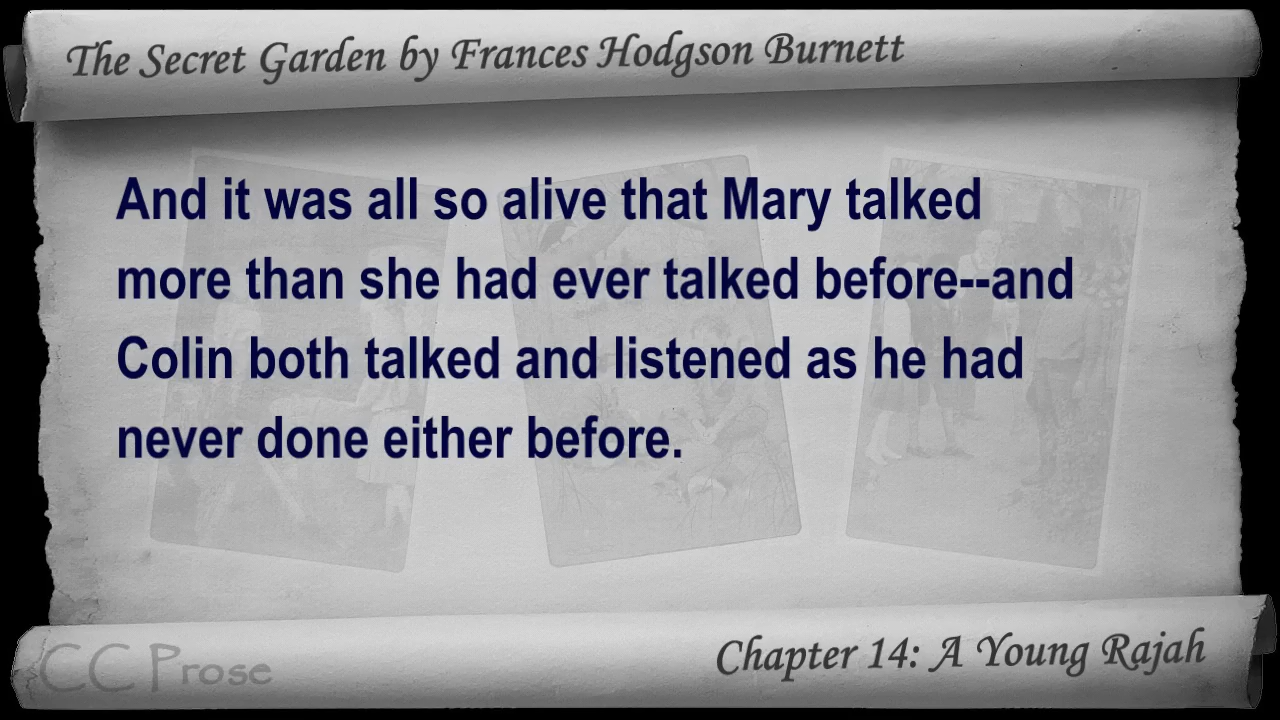 The Secret Garden by Frances Hodgson Burnett
And it was all so alive that Mary talked
more than she had ever talked before--and
Colin both talked and listened as he had
never done either before.
CC Prose
Chapter 14: A Young Rajah